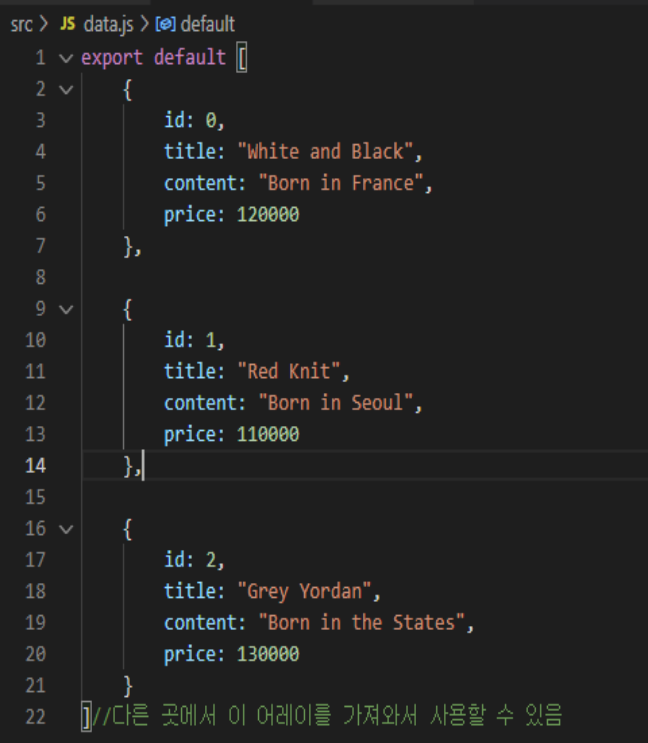 src > JS data.js > default
1 export default [
2 {
3 id: 0,
4 title: "White and Black",
5 content: "Born in France",
6 price: 120000
7 },
8
9 {
10 id: 1,
11 title: "Red Knit",
12 content: "Born in Seoul",
13 price: 110000
14 },
15
16 {
17 id: 2,
18 title: "Grey Yordan",
19 content: "Born in the States",
20 price: 130000
21 }
22 ]//다른 곳에서 이 어레이를 가져와서 사용할 수 있음